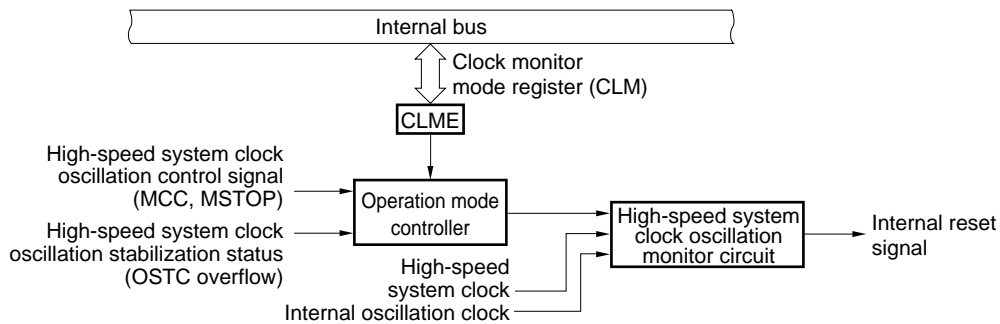 Internal bus
Clock monitor
mode register (CLM)
CLME
High-speed system clock
oscillation control signal
(MCC, MSTOP)
Operation mode
controller
High-speed system clock
oscillation stabilization status
(OSTC overflow)
High-speed system
clock oscillation
monitor circuit
Internal reset
signal
High-speed
system clock
Internal oscillation clock